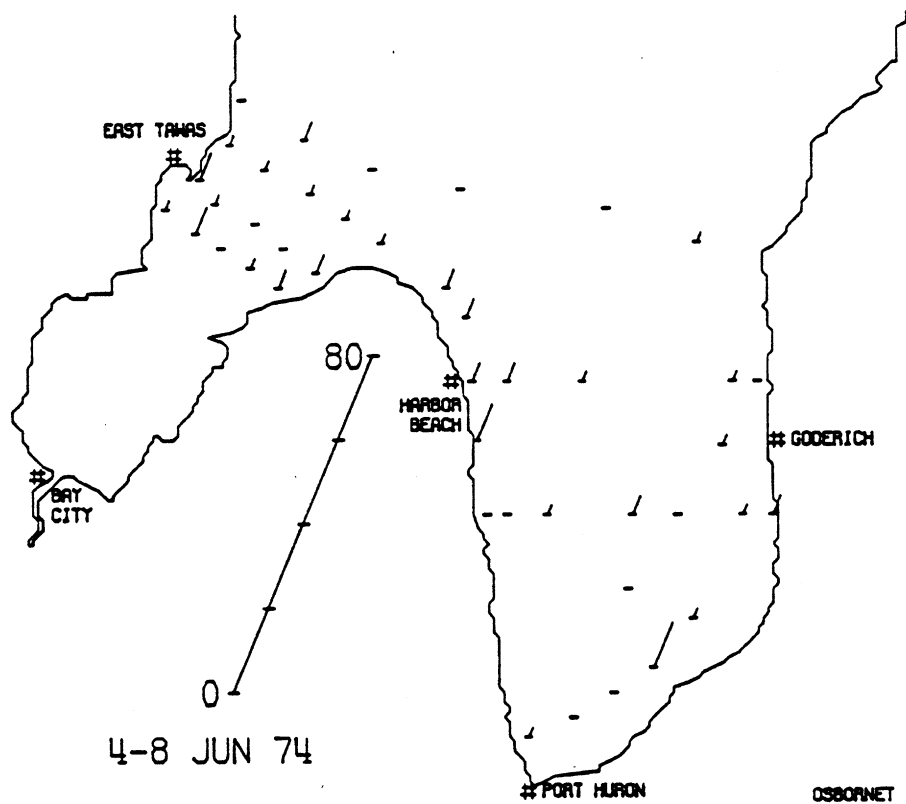 EAST TAWAS
80
HARBOR
BEACH
GODERICH
BAY
CITY
0
4-8 JUN 74
PORT HURON
OSBORNET